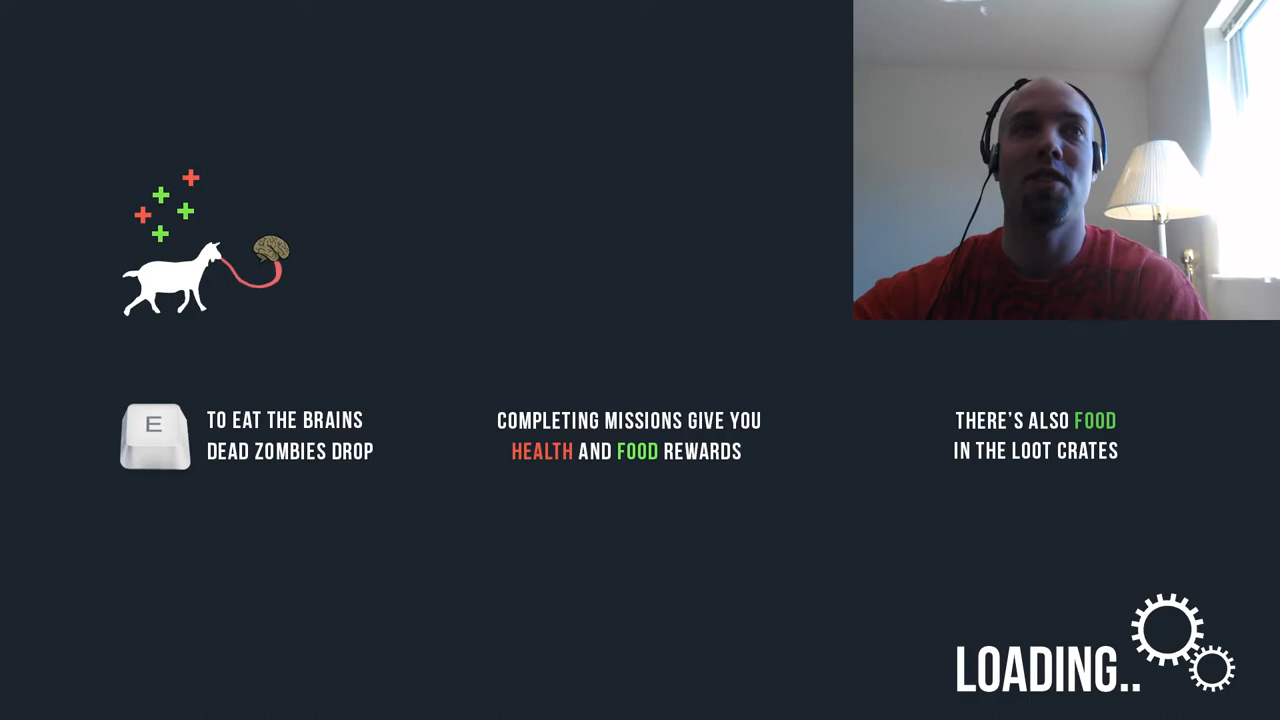 E
TO EAT THE BRAINS
DEAD ZOMBIES DROP
COMPLETING MISSIONS GIVE YOU
HEALTH AND FOOD REWARDS
THERE'S ALSO FOOD
IN THE LOOT CRATES
LOADING..